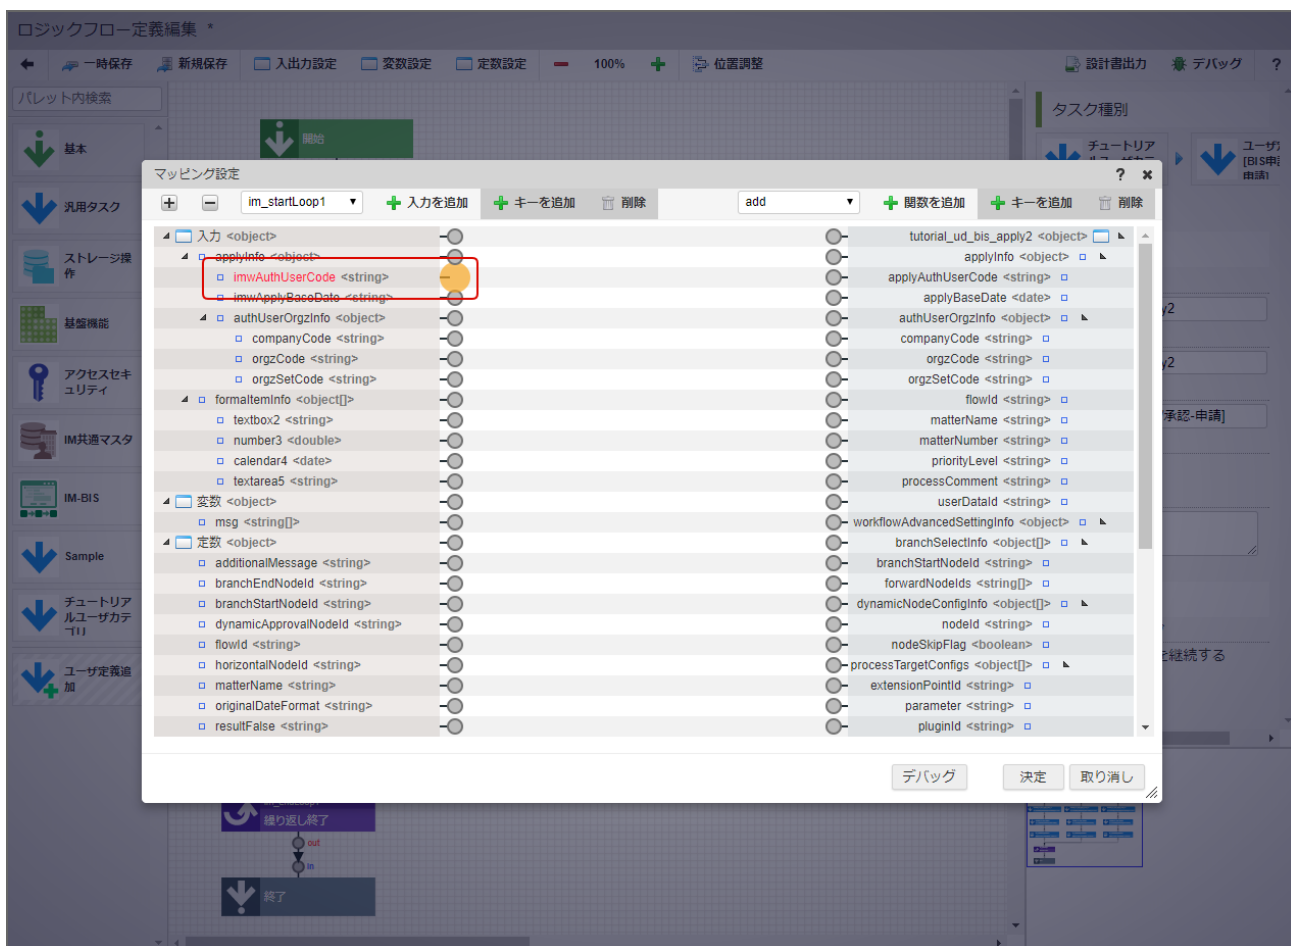 ロジックフロー定義編集 *
一時保存 新規保存 入出力設定 変数設定 定数設定 100% 位置調整 設計書出力 デバッグ ?
パレット内検索
基本
汎用タスク
ストレージ操
作
基盤機能
アクセスセキ
ュリティ
IM共通マスタ
IM-BIS
Sample
チュートリア
ルユーザカテ
ゴリ
ユーザ定義追
加
開始
タスク種別
チュートリア
ユーザ
[BIS申
申請]
マッピング設定 ?
im_startLoop1 入力を追加 キーを追加 削除 add 関数を追加 キーを追加 削除
入力 <object> tutorial_ud_bis_apply2 <object>
applyInfo <object> applyInfo <object>
imwAuthUserCode <string> applyAuthUserCode <string>
imwApplyBaseDate <string> applyBaseDate <date>
authUserOrgzInfo <object> authUserOrgzInfo <object>
companyCode <string> companyCode <string>
orgzCode <string> orgzCode <string>
orgzSetCode <string> orgzSetCode <string>
formaItemInfo <object[]> flowId <string>
textbox2 <string> matterName <string>
number3 <double> matterNumber <string>
calendar4 <date> priorityLevel <string>
textarea5 <string> processComment <string>
変数 <object> userDataId <string>
msg <string[]> workflowAdvancedSettingInfo <object>
定数 <object> branchSelectInfo <object[]>
additionalMessage <string> branchStartNodeId <string>
branchEndNodeId <string> forwardNodeIds <string[]>
branchStartNodeId <string> dynamicNodeConfigInfo <object[]>
dynamicApprovalNodeId <string> nodeId <string>
flowId <string> nodeSkipFlag <boolean>
horizontalNodeId <string> processTargetConfigs <object[]>
matterName <string> extensionPointId <string>
originalDateFormat <string> parameter <string>
resultFalse <string> pluginId <string>
デバッグ 決定 取り消し
y2
y2
承認-申請]
を継続する
繰り返し終了
out
in
終了